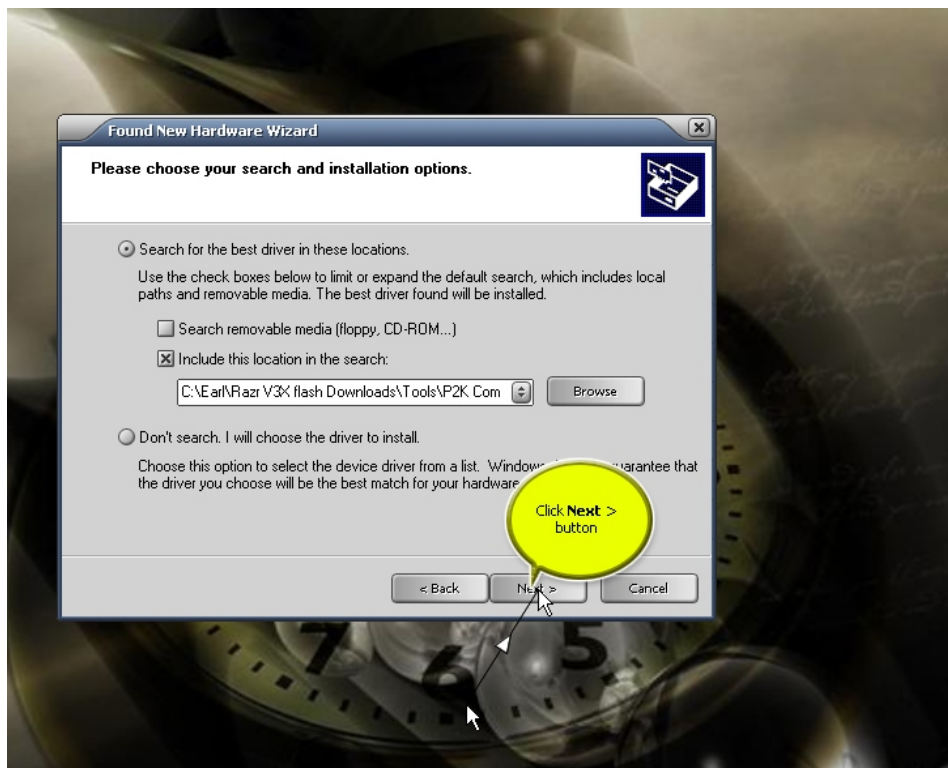 Found New Hardware Wizard
Please choose your search and installation options.
Search for the best driver in these locations.
Use the check boxes below to limit or expand the default search, which includes local
paths and removable media. The best driver found will be installed.
Search removable media (floppy, CD-ROM...)
Include this location in the search:
C:\Earl\Razr V3X flash Downloads\Tools\P2K Com
Browse
Don't search. I will choose the driver to install.
Choose this option to select the device driver from a list. Windows guarantee that
the driver you choose will be the best match for your hardware
Click Next >
button
< Back
Next >
Cancel
7
6
5